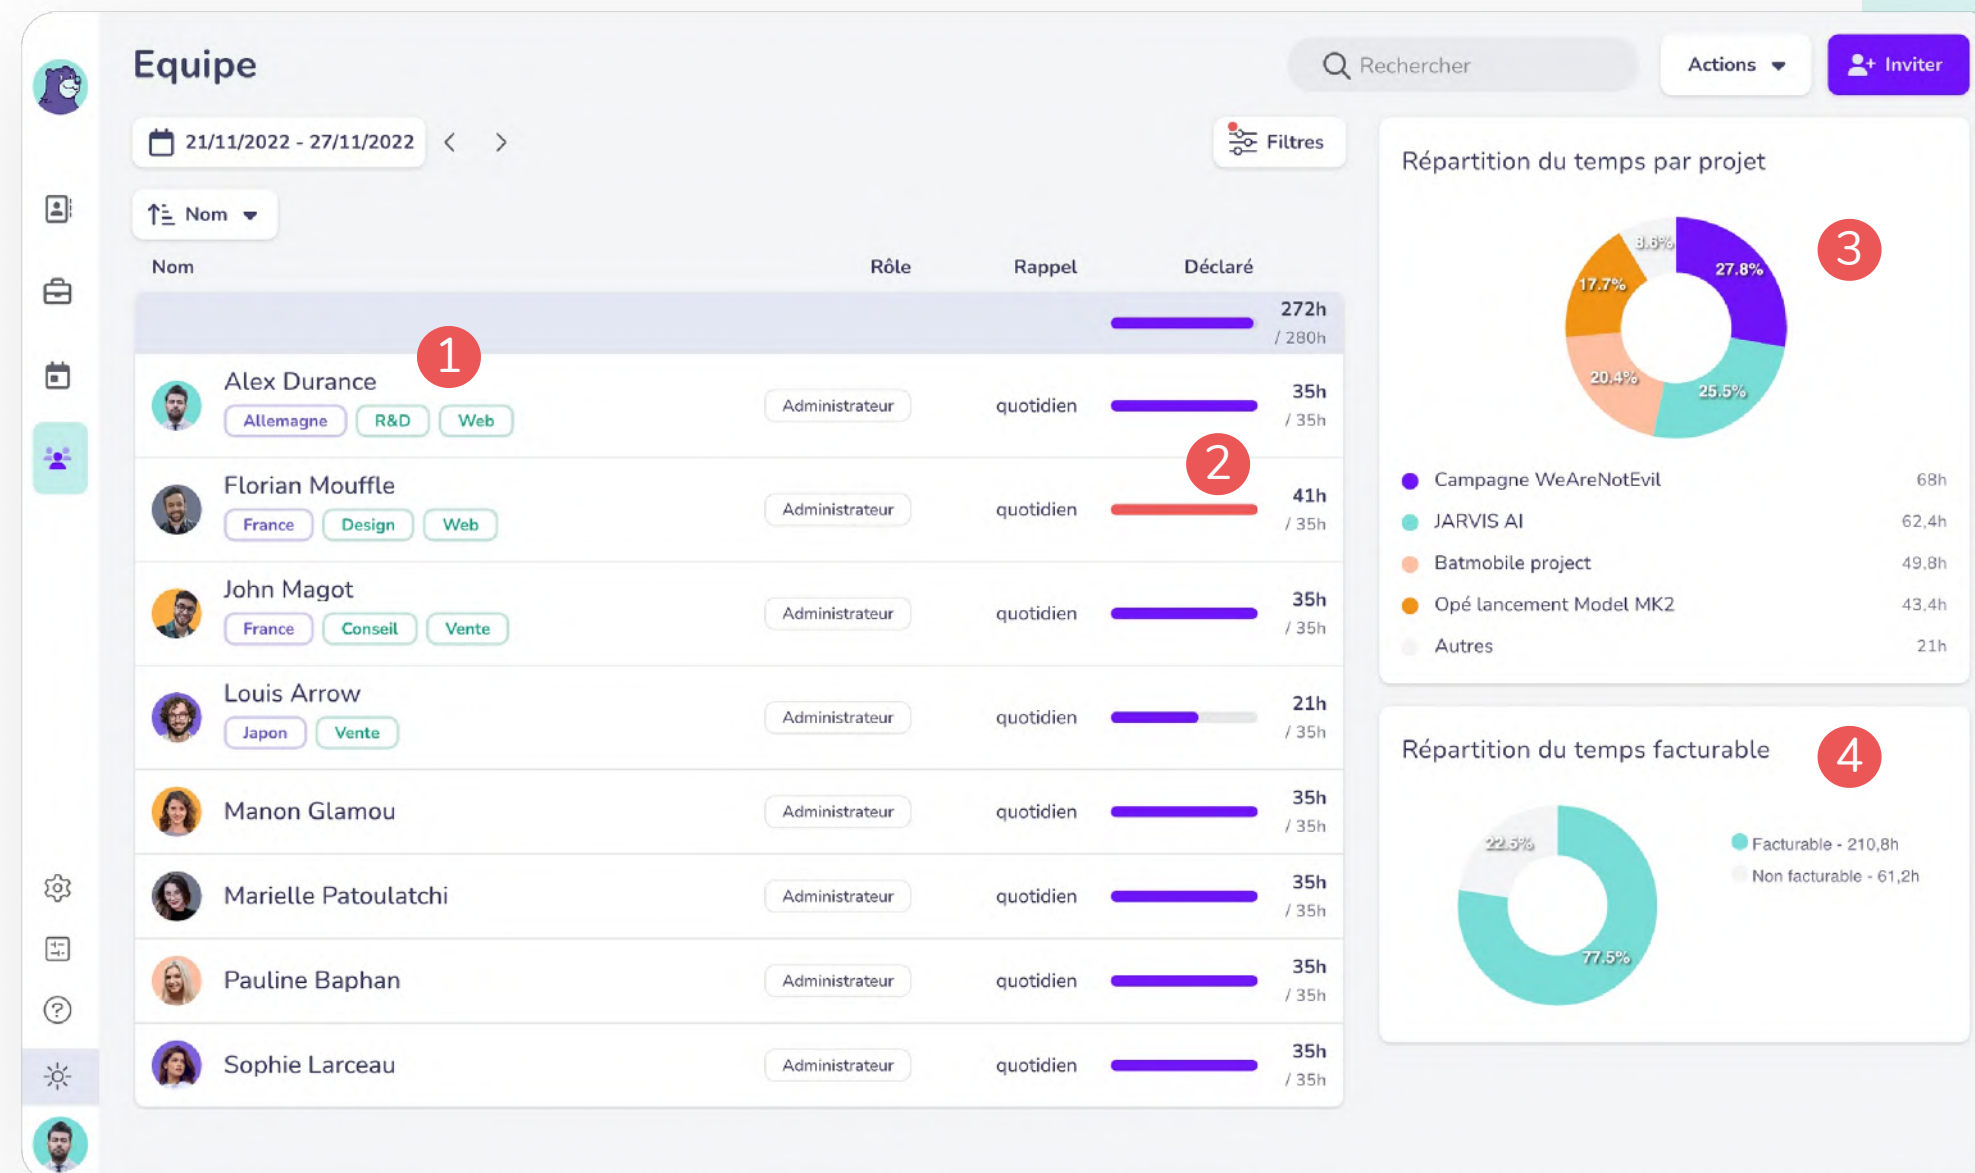 Equipe
Rechercher
Actions
Inviter
21/11/2022 - 27/11/2022
Filtres
Nom
Nom Rôle Rappel Déclaré
272h
/ 280h
1
Alex Durance
Allemagne R&D Web
Administrateur quotidien
35h
/ 35h
2
Florian Mouffle
France Design Web
Administrateur quotidien
41h
/ 35h
John Magot
France Conseil Vente
Administrateur quotidien
35h
/ 35h
Louis Arrow
Japon Vente
Administrateur quotidien
21h
/ 35h
Manon Glamou
Administrateur quotidien
35h
/ 35h
Marielle Patoulatchi
Administrateur quotidien
35h
/ 35h
Pauline Baphan
Administrateur quotidien
35h
/ 35h
Sophie Larceau
Administrateur quotidien
35h
/ 35h
Répartition du temps par projet
3
8.6%
27.8%
17.7%
20.4%
25.5%
Campagne WeAreNotEvil 68h
JARVIS AI 62,4h
Batmobile project 49,8h
Opé lancement Model MK2 43,4h
Autres 21h
Répartition du temps facturable
4
22.5%
77.5%
Facturable - 210,8h
Non facturable - 61,2h